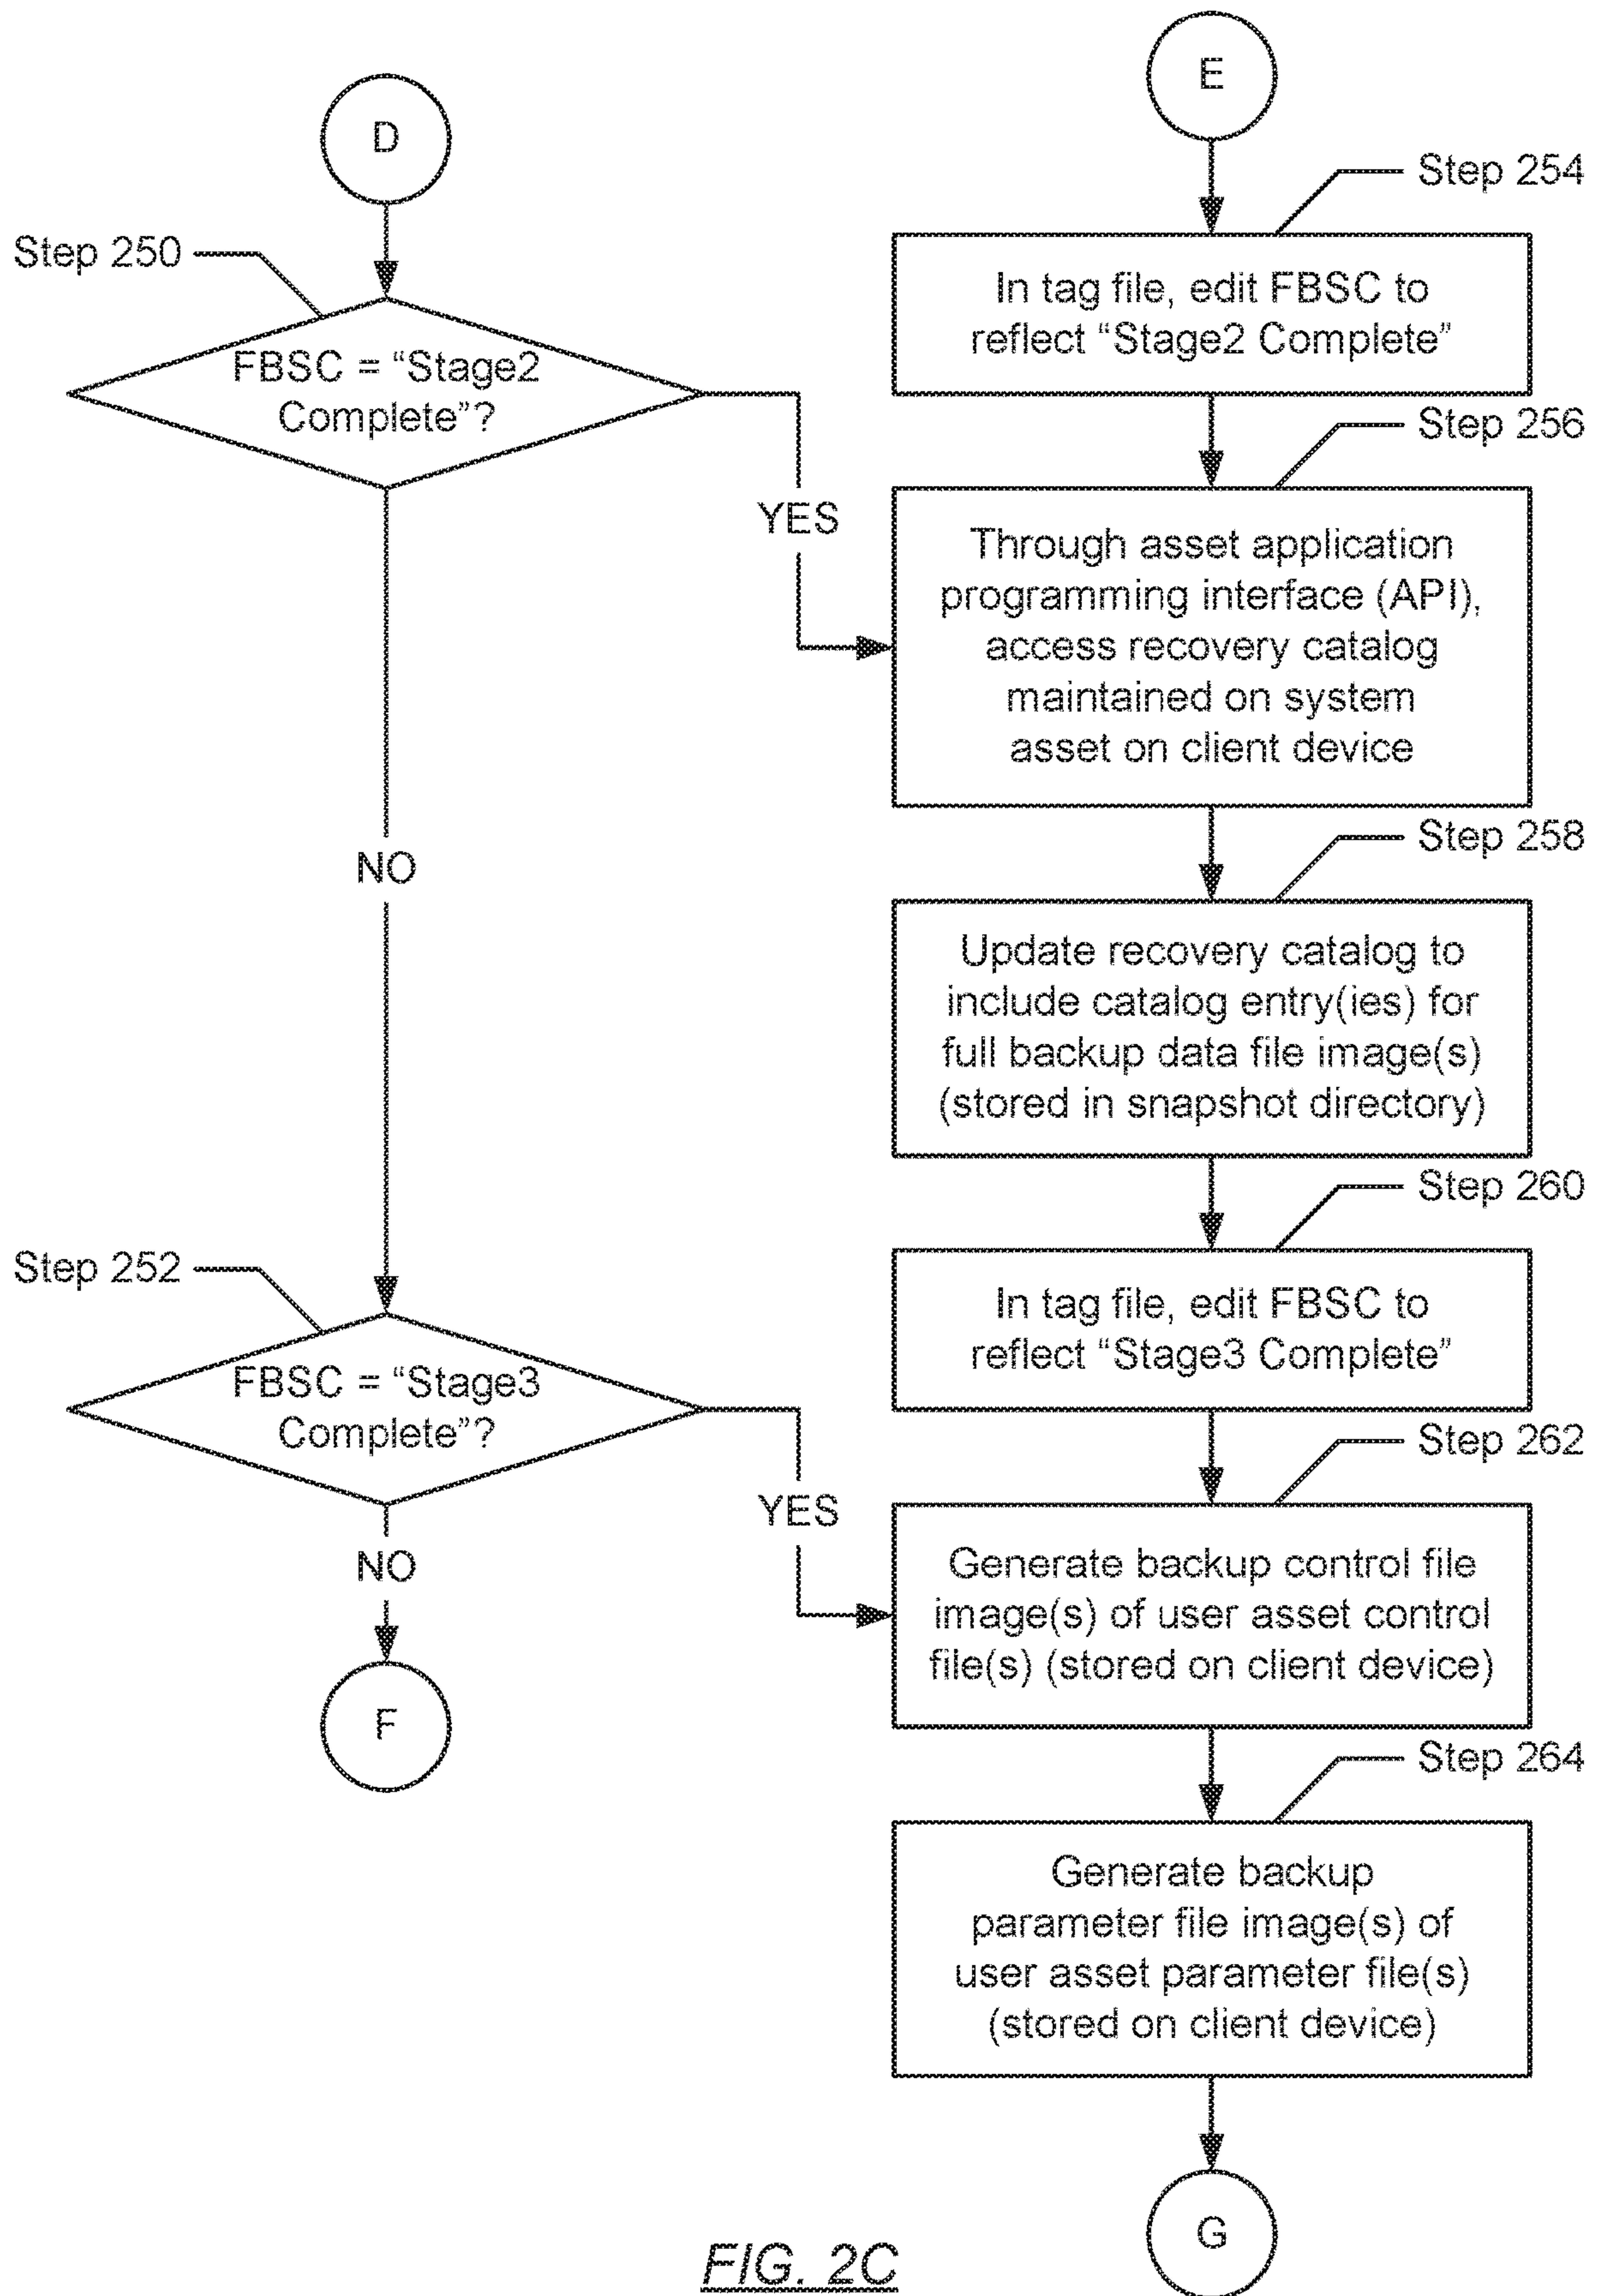 D
Step 250
FBSC = “Stage2
Complete”?
YES
NO
Step 252
FBSC = “Stage3
Complete”?
YES
NO
F
E
Step 254
In tag file, edit FBSC to
reflect “Stage2 Complete”
Step 256
Through asset application
programming interface (API),
access recovery catalog
maintained on system
asset on client device
Step 258
Update recovery catalog to
include catalog entry(ies) for
full backup data file image(s)
(stored in snapshot directory)
Step 260
In tag file, edit FBSC to
reflect “Stage3 Complete”
Step 262
Generate backup control file
image(s) of user asset control
file(s) (stored on client device)
Step 264
Generate backup
parameter file image(s) of
user asset parameter file(s)
(stored on client device)
G
FIG. 2C